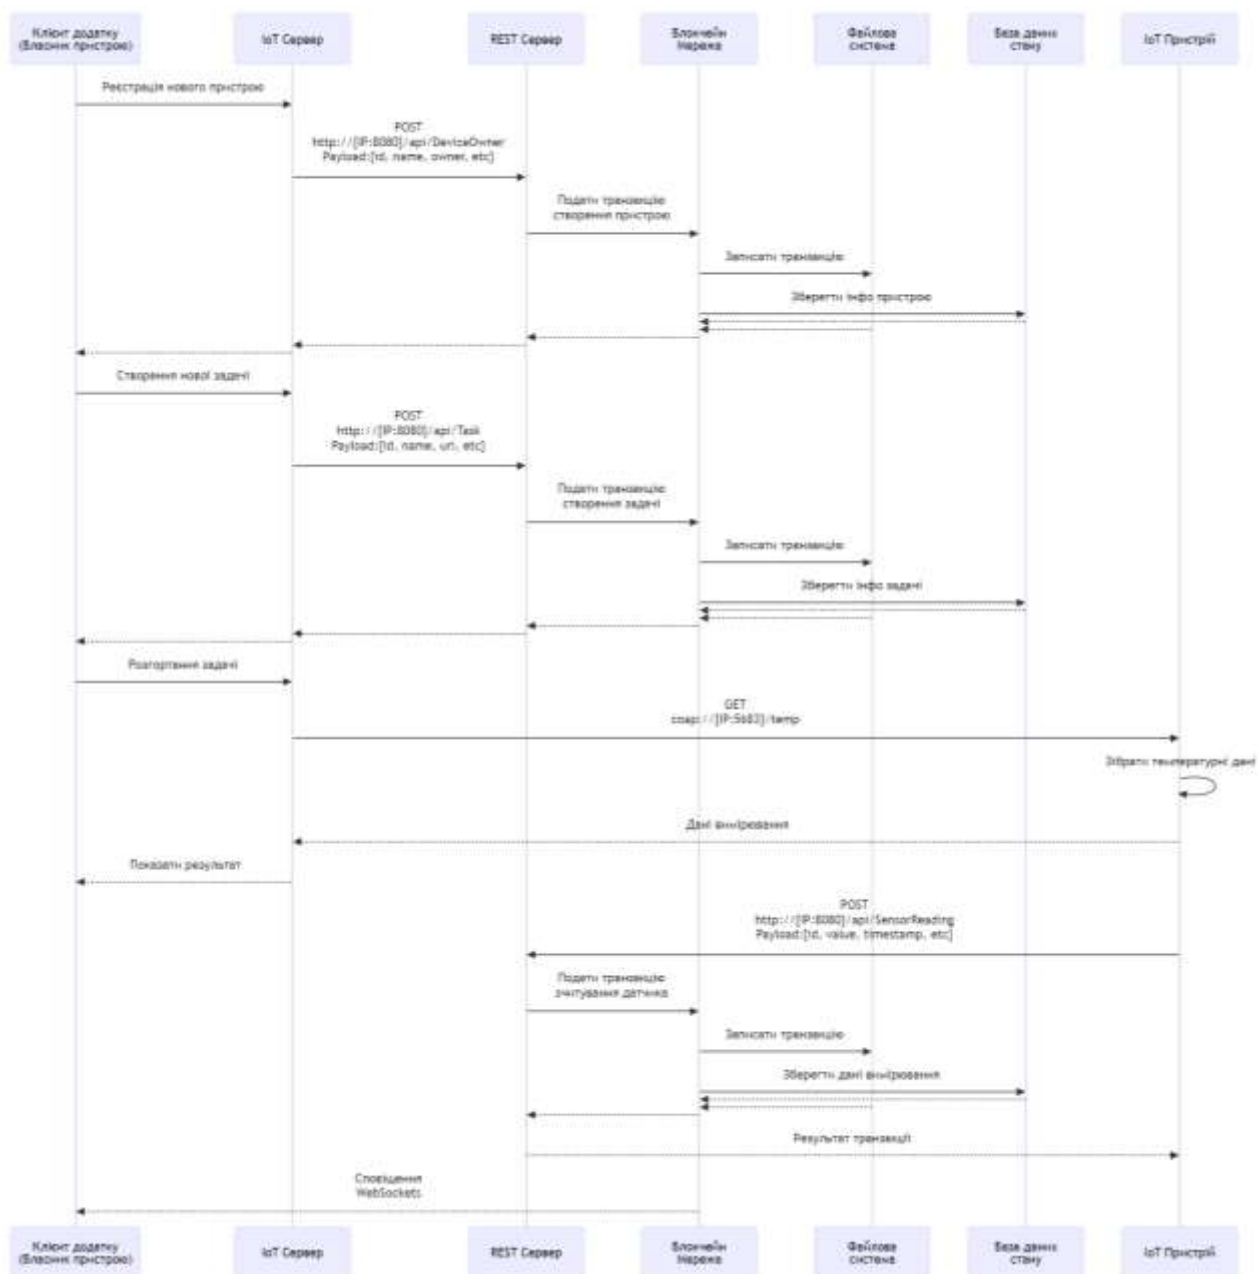 Клієнт додатку
(Власник пристрою)
IoT Сервер
REST Сервер
Блокчейн
Мережа
Файлова
система
База даних
стану
IoT Пристрій
Реєстрація нового пристрою
POST
http://[IP:8080]/api/DeviceOwner
Payload:[id, name, owner, etc]
Подати транзакцію
створення пристрою
Записати транзакцію
Зберегти інфо пристрою
Створення нової задачі
POST
http://[IP:8080]/api/Task
Payload:[id, name, url, etc]
Подати транзакцію
створення задачі
Записати транзакцію
Зберегти інфо задачі
Розгортання задачі
GET
coap://[IP:5683]/temp
Зібрати температурні дані
Дані вимірювання
Показати результат
POST
http://[IP:8080]/api/SensorReading
Payload:[id, value, timestamp, etc]
Подати транзакцію
зчитування датчика
Записати транзакцію
Зберегти дані вимірювання
Результат транзакції
Сповіщення
WebSockets
Клієнт додатку
(Власник пристрою)
IoT Сервер
REST Сервер
Блокчейн
Мережа
Файлова
система
База даних
стану
IoT Пристрій